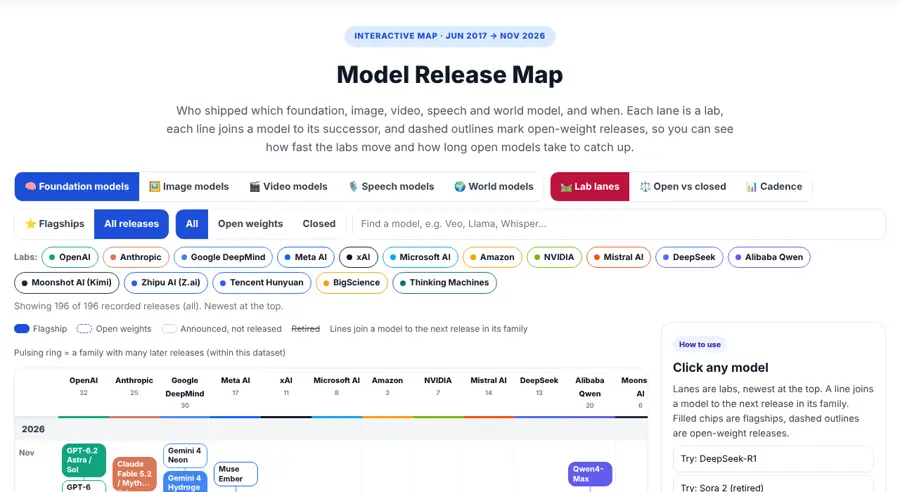 INTERACTIVE MAP · JUN 2017 → NOV 2026
Model Release Map
Who shipped which foundation, image, video, speech and world model, and when. Each lane is a lab,
each line joins a model to its successor, and dashed outlines mark open-weight releases, so you can see
how fast the labs move and how long open models take to catch up.
Foundation models Image models Video models Speech models World models Lab lanes Open vs closed Cadence
Flagships All releases All Open weights Closed Find a model, e.g. Veo, Llama, Whisper...
Labs: OpenAI Anthropic Google DeepMind Meta AI xAI Microsoft AI Amazon NVIDIA Mistral AI DeepSeek Alibaba Qwen
Moonshot AI (Kimi) Zhipu AI (Z.ai) Tencent Hunyuan BigScience Thinking Machines
Showing 196 of 196 recorded releases (all). Newest at the top.
Flagship Open weights Announced, not released Retired Lines join a model to the next release in its family
Pulsing ring = a family with many later releases (within this dataset)
OpenAI
32
Anthropic
25
Google
DeepMind
30
Meta AI
17
xAI
11
Microsoft AI
8
Amazon
3
NVIDIA
7
Mistral AI
14
DeepSeek
13
Alibaba
Qwen
20
Moons
AI
6
2026
Nov
GPT-6.2
Astra /
Sol
GPT-6
Claude
Fable 5.2
/ Myth...
Gemini 4
Neon
Gemini 4
Hydroge
Muse
Ember
Qwen4-
Max
How to use
Click any model
Lanes are labs, newest at the top. A line joins
a model to the next release in its family.
Filled chips are flagships, dashed outlines
are open-weight releases.
Try: DeepSeek-R1
Try: Sora 2 (retired)